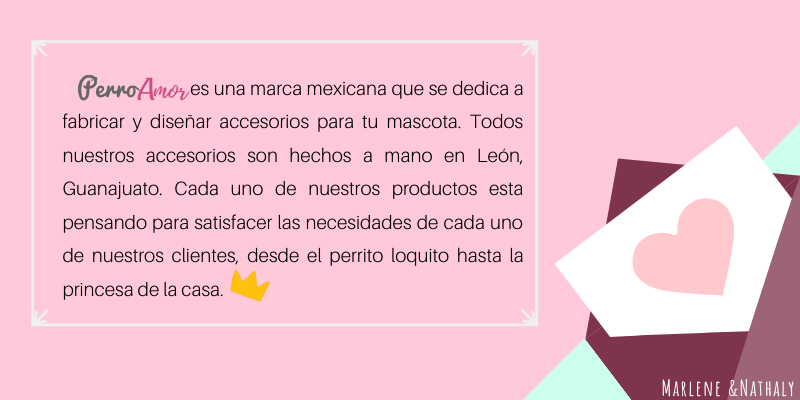 PerroAmor es una marca mexicana que se dedica a
fabricar y diseñar accesorios para tu mascota. Todos
nuestros accesorios son hechos a mano en León,
Guanajuato. Cada uno de nuestros productos esta
pensando para satisfacer las necesidades de cada uno
de nuestros clientes, desde el perrito loquito hasta la
princesa de la casa.
Marlene &Nathaly